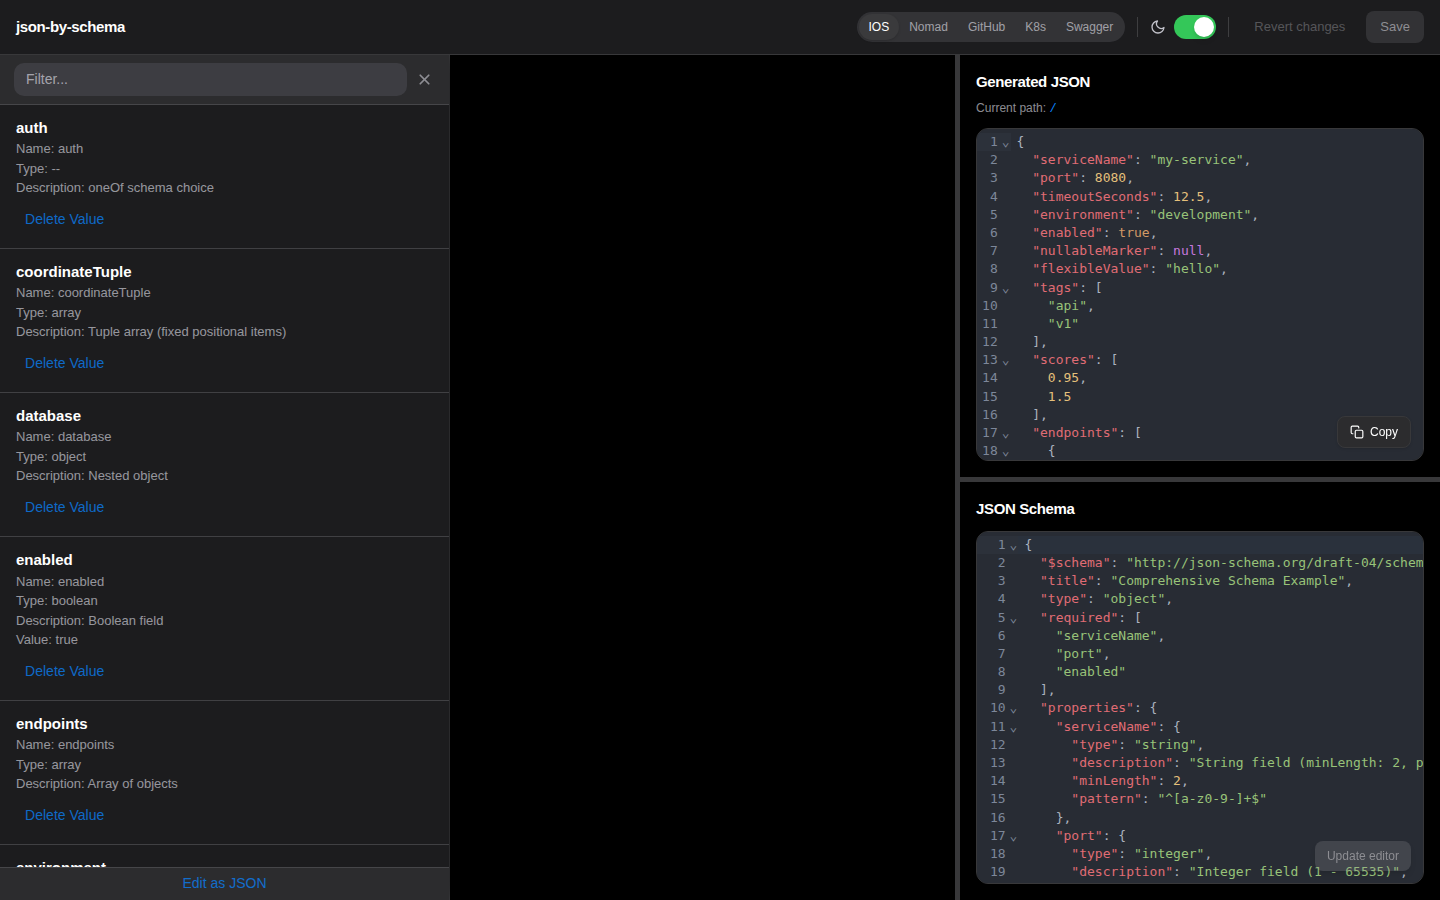 json-by-schema
IOS Nomad GitHub K8s Swagger
Revert changes
Save
Filter...
auth
Name: auth
Type: --
Description: oneOf schema choice
Delete Value
coordinateTuple
Name: coordinateTuple
Type: array
Description: Tuple array (fixed positional items)
Delete Value
database
Name: database
Type: object
Description: Nested object
Delete Value
enabled
Name: enabled
Type: boolean
Description: Boolean field
Value: true
Delete Value
endpoints
Name: endpoints
Type: array
Description: Array of objects
Delete Value
environment
Edit as JSON
Generated JSON
Current path: /
1 {
2 "serviceName": "my-service",
3 "port": 8080,
4 "timeoutSeconds": 12.5,
5 "environment": "development",
6 "enabled": true,
7 "nullableMarker": null,
8 "flexibleValue": "hello",
9 "tags": [
10 "api",
11 "v1"
12 ],
13 "scores": [
14 0.95,
15 1.5
16 ],
17 "endpoints": [
18 {
Copy
JSON Schema
1 {
2 "$schema": "http://json-schema.org/draft-04/schem
3 "title": "Comprehensive Schema Example",
4 "type": "object",
5 "required": [
6 "serviceName",
7 "port",
8 "enabled"
9 ],
10 "properties": {
11 "serviceName": {
12 "type": "string",
13 "description": "String field (minLength: 2, p
14 "minLength": 2,
15 "pattern": "^[a-z0-9-]+$"
16 },
17 "port": {
18 "type": "integer",
19 "description": "Integer field (1 - 65535)",
Update editor